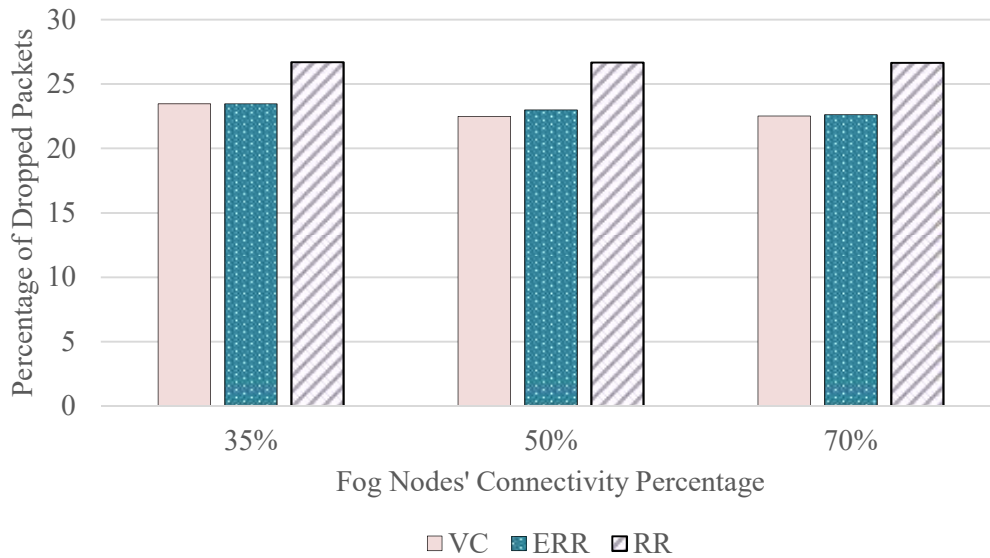 Percentage of Dropped Packets
30
25
20
15
10
5
0
35% 50% 70%
Fog Nodes' Connectivity Percentage
VC ERR RR